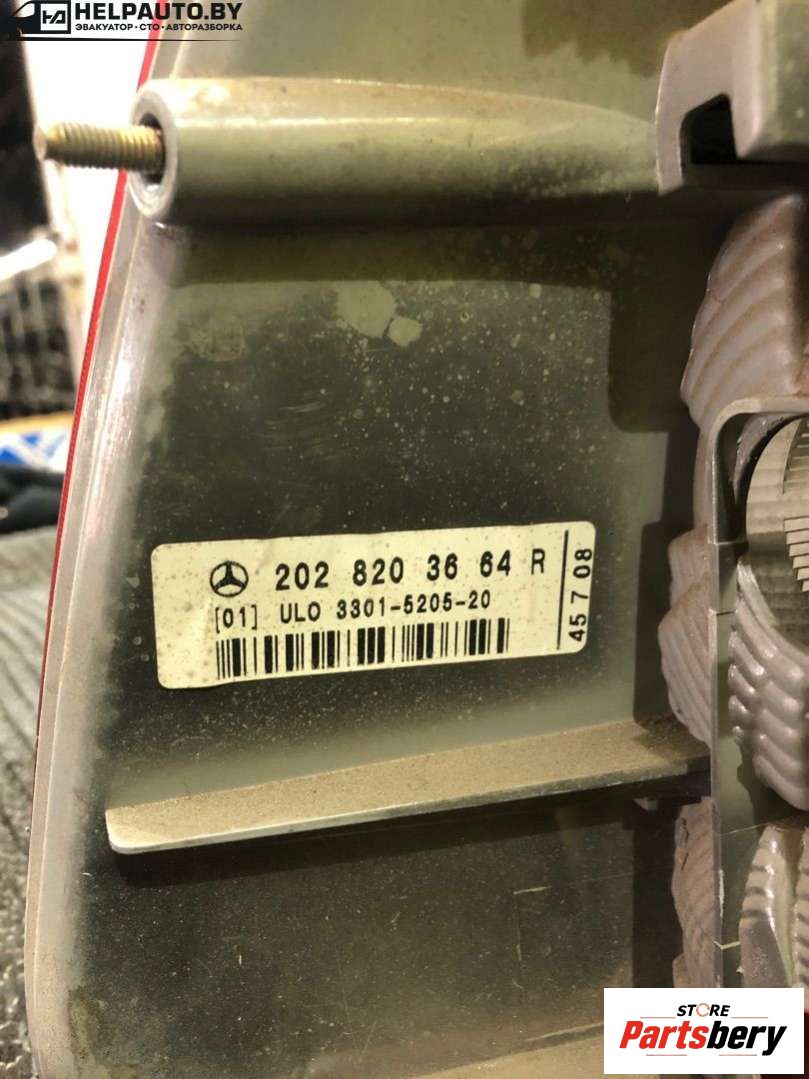 HELPAUTO.BY
ЭВАКУАТОР • СТО • АВТОРАЗБОРКА
202 820 36 64 R
[01] ULO 3301-5205-20
45 7 08
STORE
Partsbery